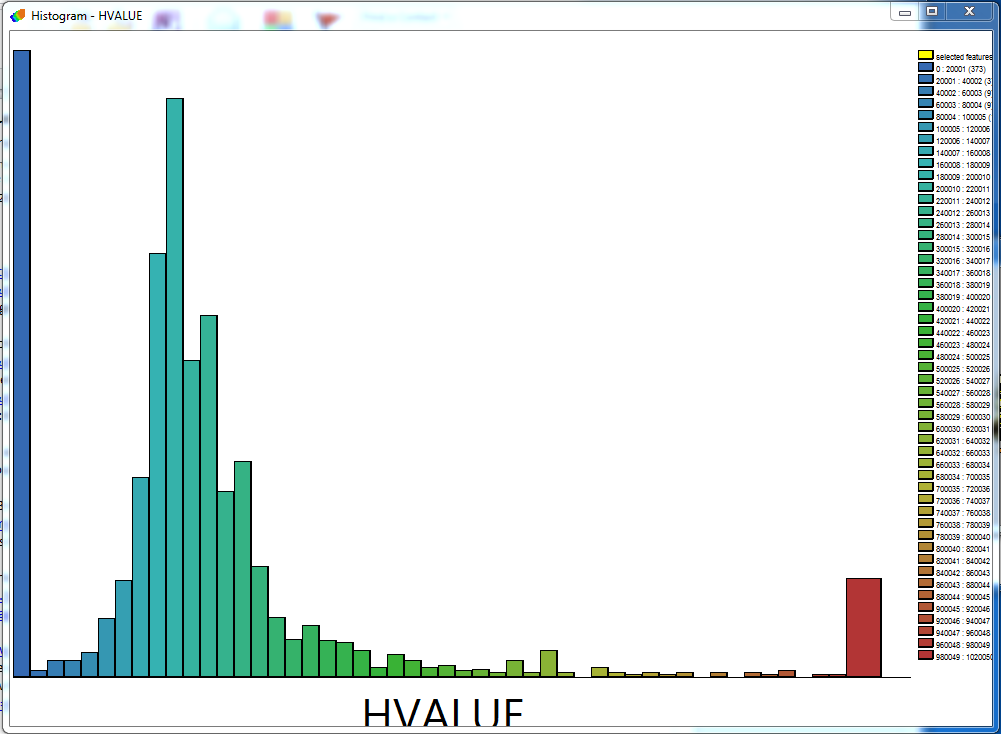 Histogram - HVALUE
selected features
0 : 20001 (373)
20001 : 40002 (3
40002 : 60003 (9
60003 : 80004 (9
80004 : 100005 (
100005 : 120006
120006 : 140007
140007 : 160008
160008 : 180009
180009 : 200010
200010 : 220011
220011 : 240012
240012 : 260013
260013 : 280014
280014 : 300015
300015 : 320016
320016 : 340017
340017 : 360018
360018 : 380019
380019 : 400020
400020 : 420021
420021 : 440022
440022 : 460023
460023 : 480024
480024 : 500025
500025 : 520026
520026 : 540027
540027 : 560028
560028 : 580029
580029 : 600030
600030 : 620031
620031 : 640032
640032 : 660033
660033 : 680034
680034 : 700035
700035 : 720036
720036 : 740037
740037 : 760038
760038 : 780039
780039 : 800040
800040 : 820041
820041 : 840042
840042 : 860043
860043 : 880044
880044 : 900045
900045 : 920046
920046 : 940047
940047 : 960048
960048 : 980049
980049 : 1020050
HVALUE